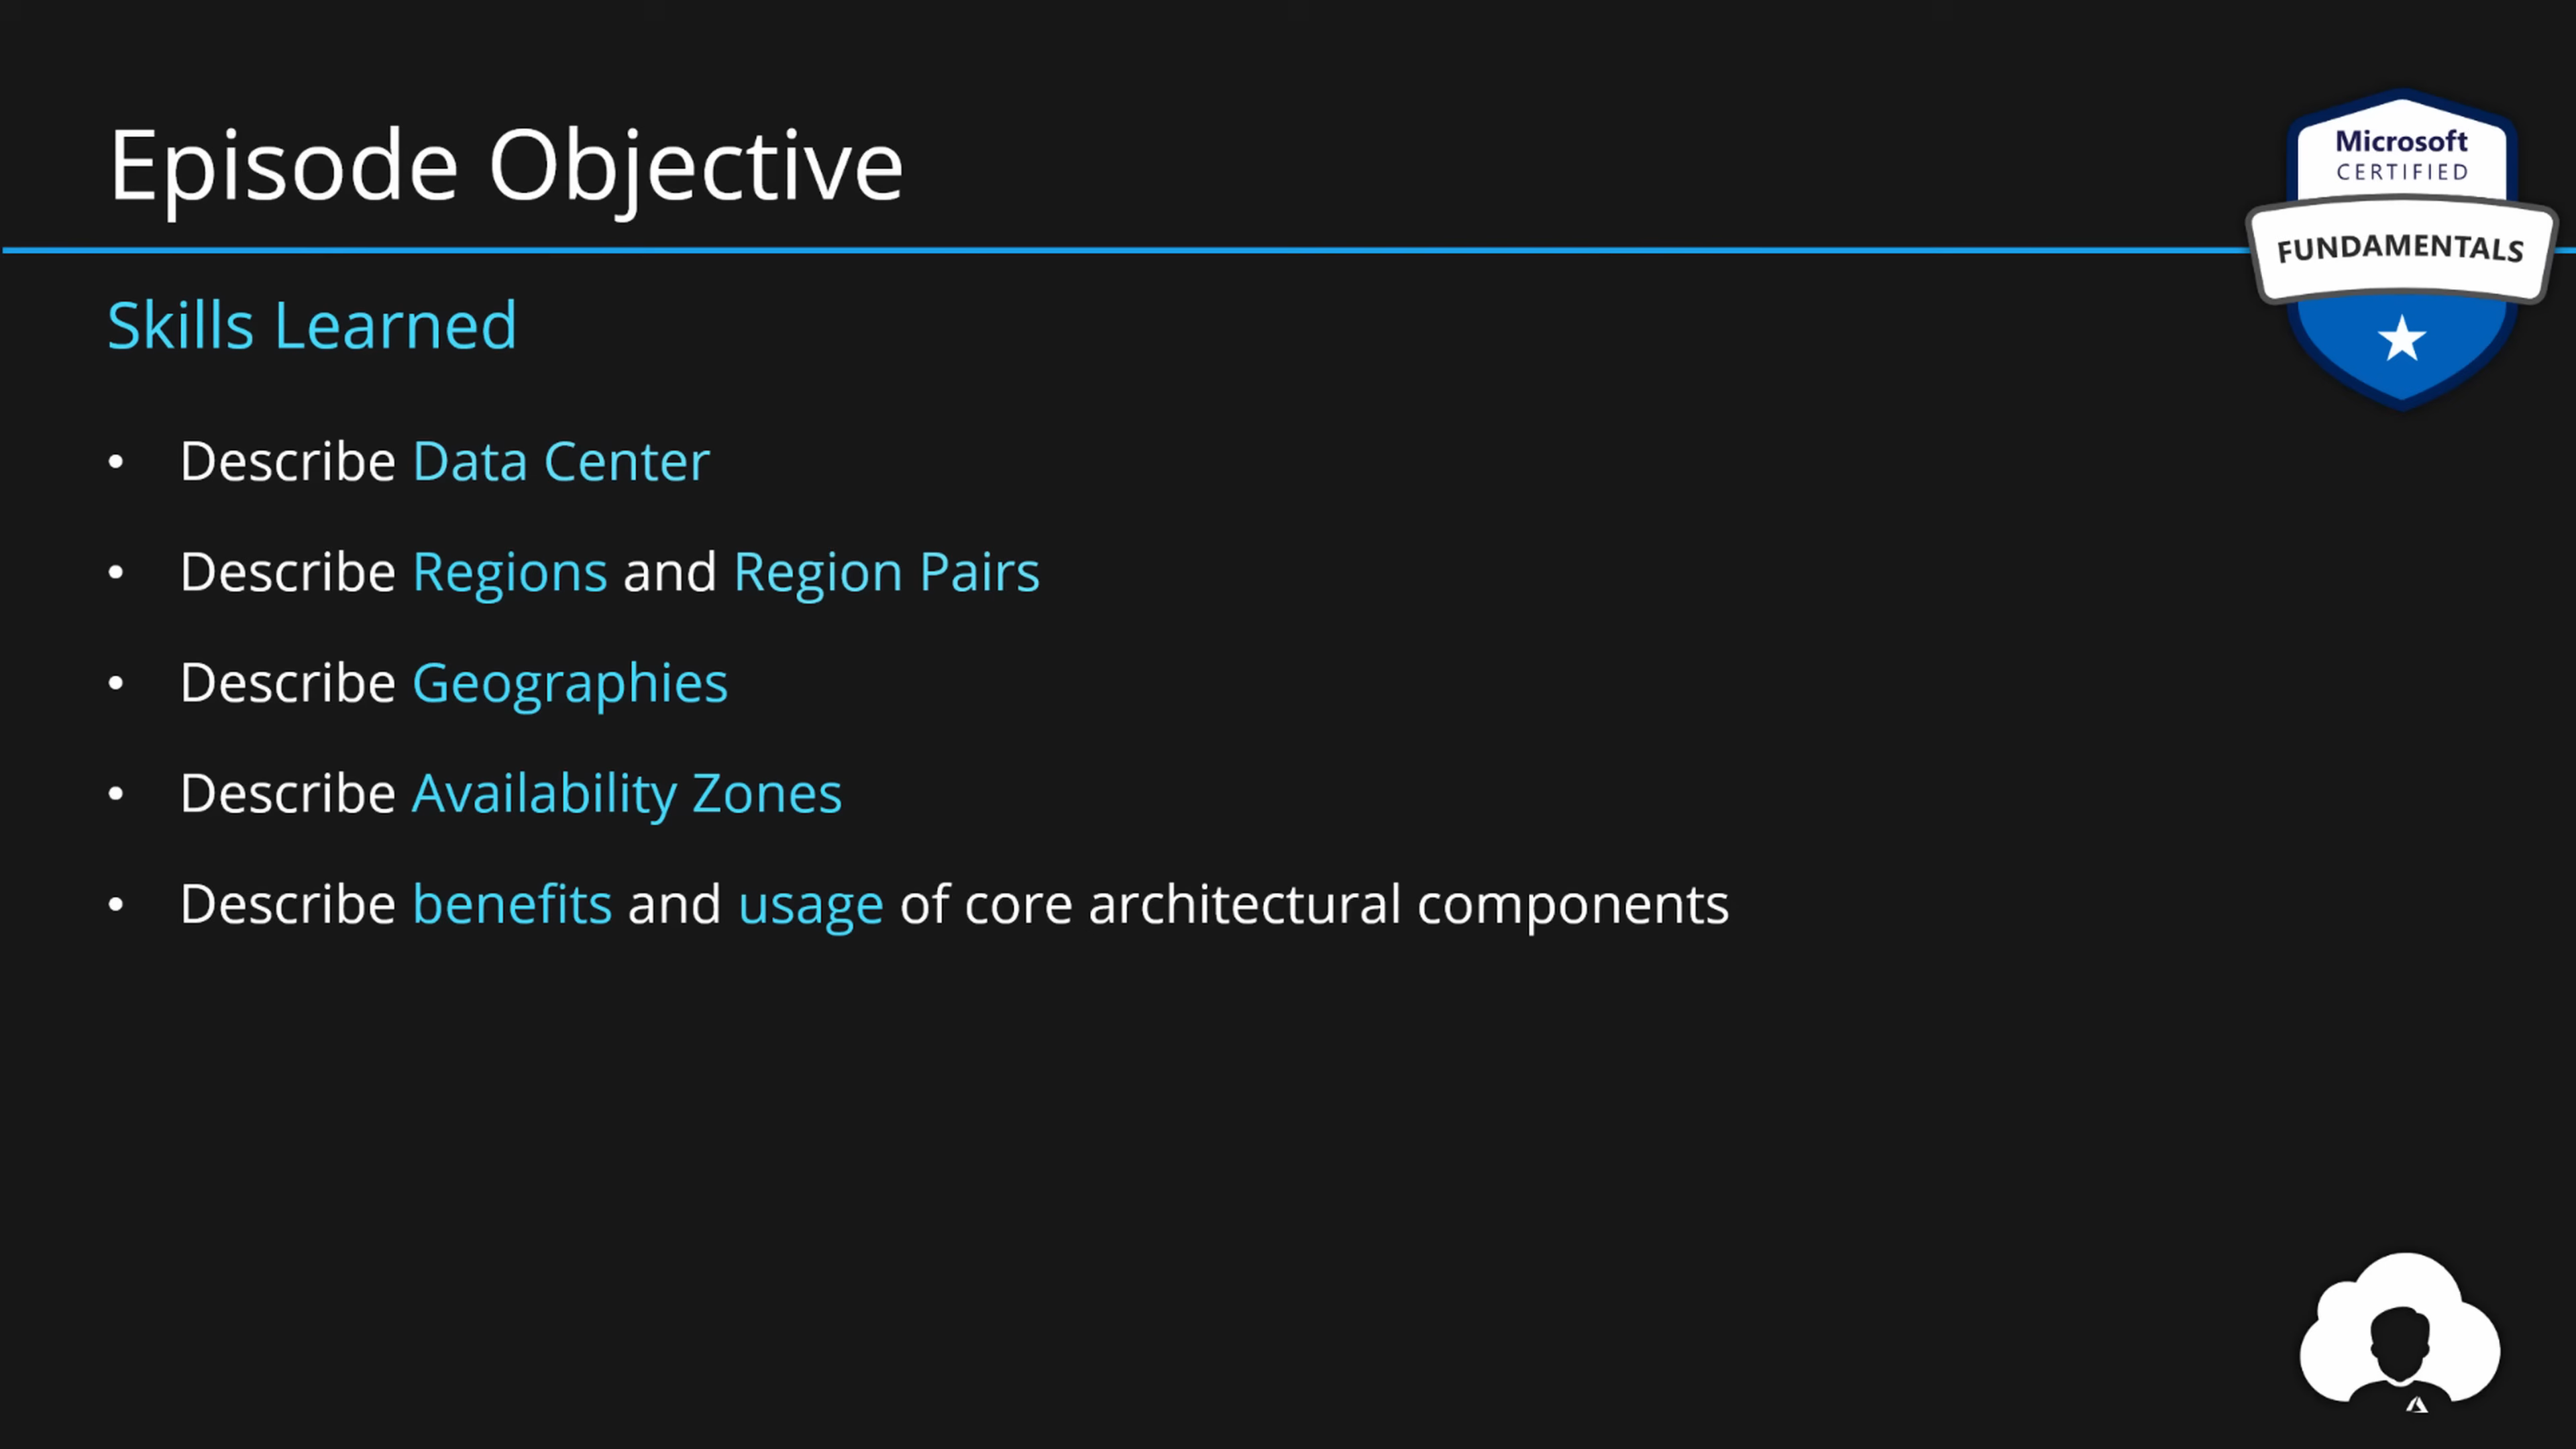 Episode Objective
Microsoft
CERTIFIED
FUNDAMENTALS
Skills Learned
• Describe Data Center
• Describe Regions and Region Pairs
• Describe Geographies
• Describe Availability Zones
• Describe benefits and usage of core architectural components